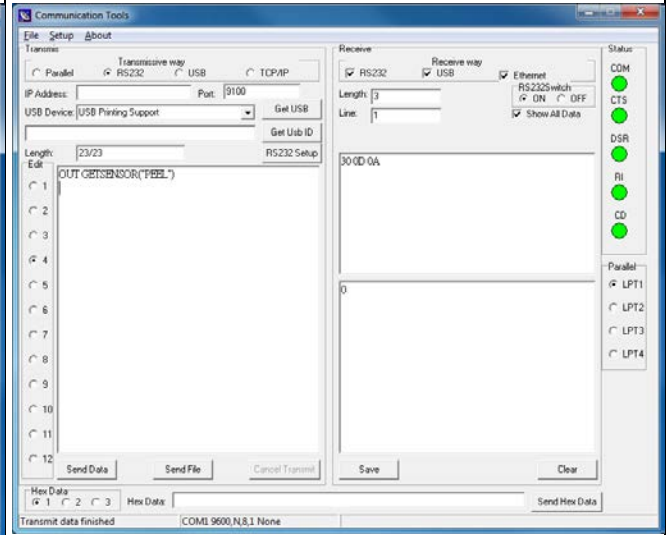 Communication Tools
File Setup About
Transmis
Transmissive way
Parallel RS232 USB TCP/IP
IP Address: Port: 9100
USB Device: USB Printing Support Get USB
Get Usb ID
Length: 23/23 RS232 Setup
Edit
OUT GETSENSOR("PEEL")
1
2
3
4
5
6
7
8
9
10
11
12
Send Data Send File Cancel Transmit
Receive
Receive way
RS232 USB Ethernet
Length: 3
RS232Switch
ON OFF
Line: 1 Show All Data
30 0D 0A
0
Save Clear
Status
COM
CTS
DSR
RI
CD
Parallel
LPT1
LPT2
LPT3
LPT4
Hex Data
1 2 3 Hex Data: Send Hex Data
Transmit data finished COM1 9600,N,8,1 None